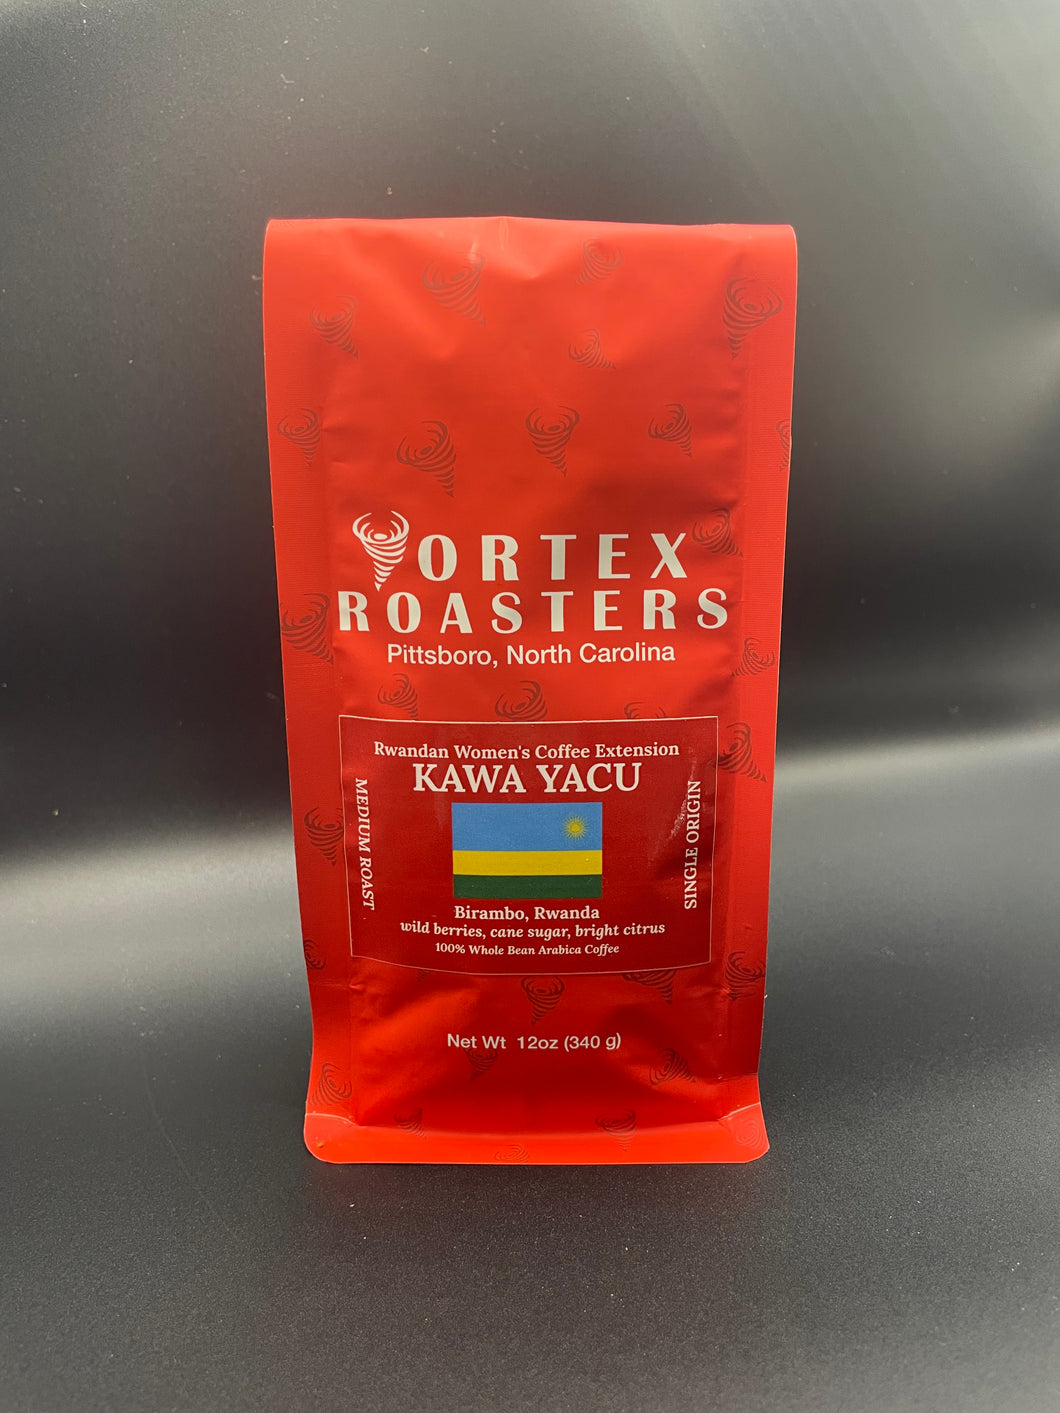 VORTEX
ROASTERS
Pittsboro, North Carolina
Rwandan Women's Coffee Extension
KAWA YACU
MEDIUM ROAST
SINGLE ORIGIN
Birambo, Rwanda
wild berries, cane sugar, bright citrus
100% Whole Bean Arabica Coffee
Net Wt 12oz (340 g)